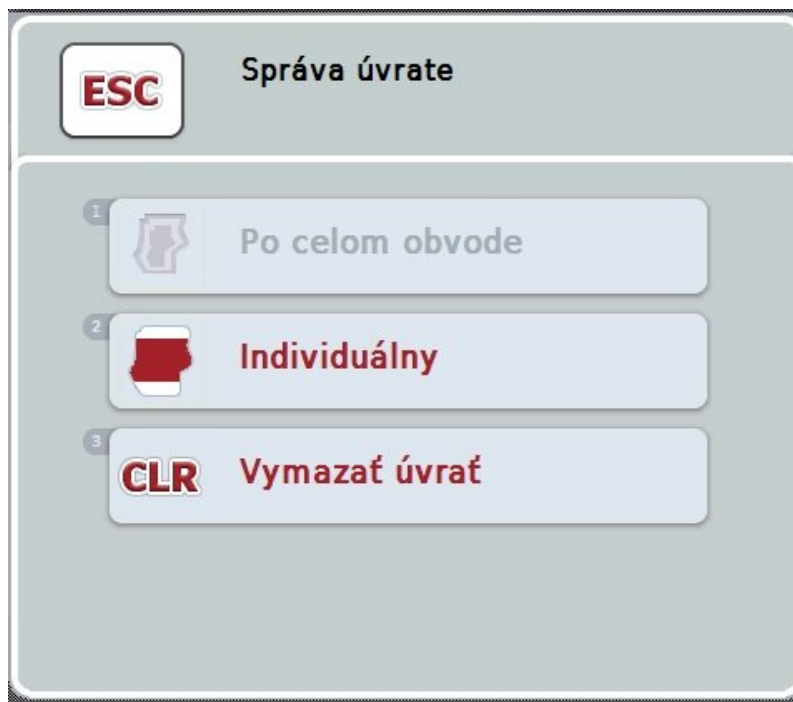 ESC
Správa úvrate
1
Po celom obvode
2
Individuálny
3
CLR
Vymazať úvrať